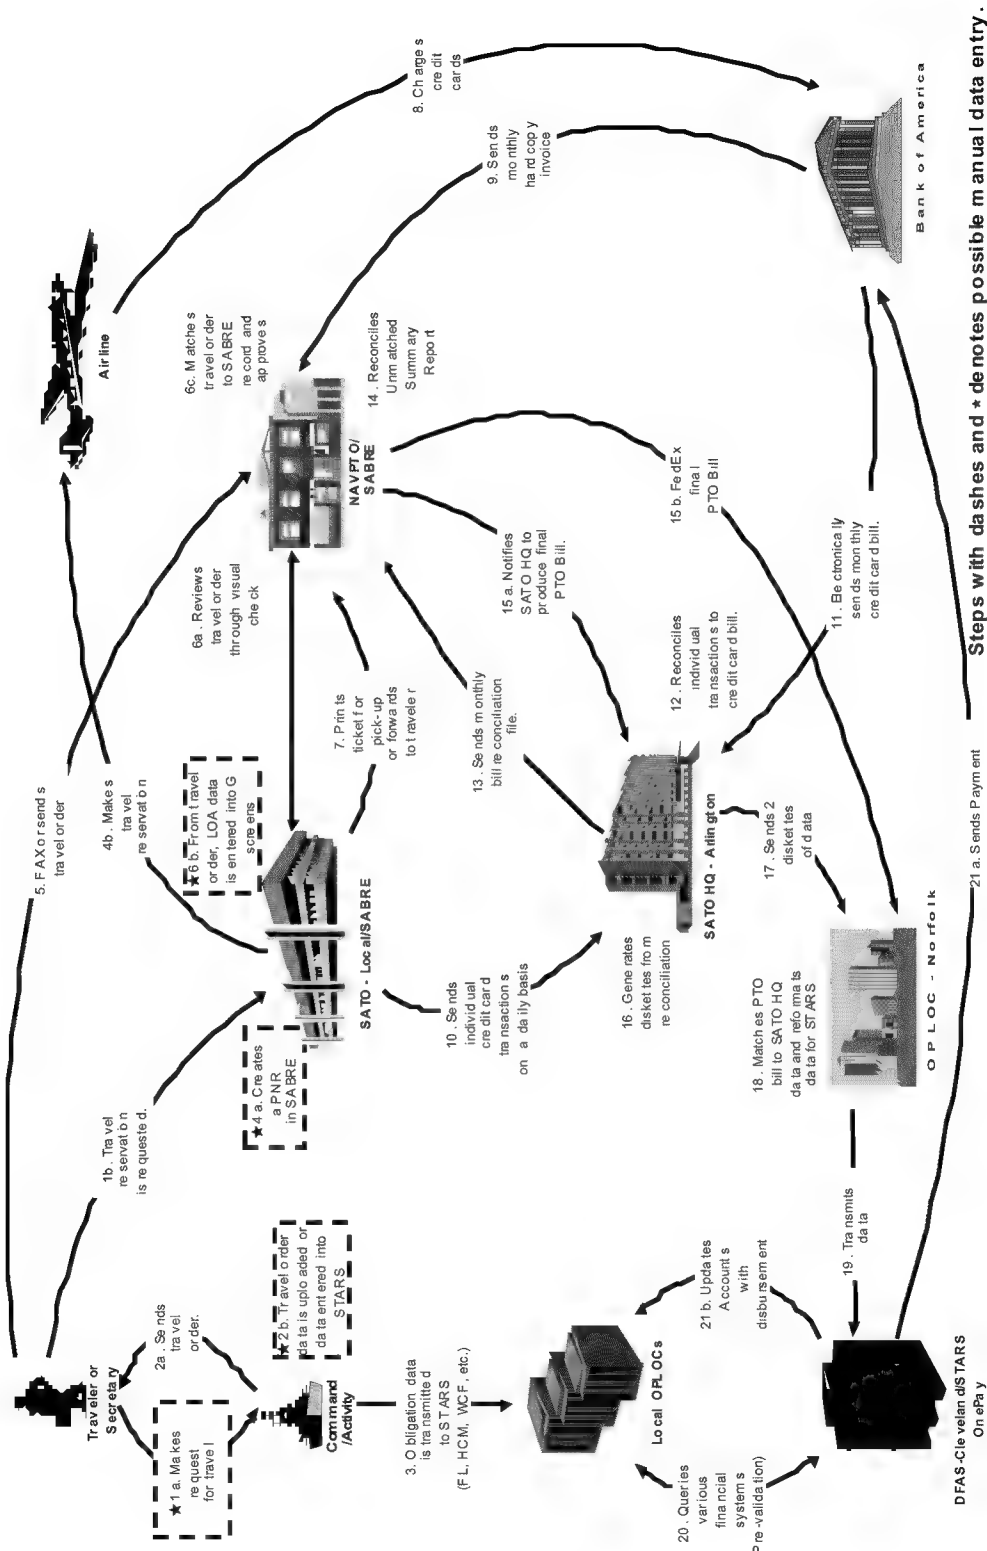 Traveler or
Secretary
★1a. Makes
request
for travel
2a. Sends
travel
order.
Command
/Activity
★2b. Travel order
data is uploaded or
data entered into
STARS
3. Obligation data
is transmitted
to STARS
(FL, HCM, WCF, etc.)
Local OPLOCs
20. Queries
various
financial
systems
Pre-validation)
21b. Updates
Accounts
with
disbursement
DFAS-Cleveland/STARS
OnePay
1b. Travel
reservation
is requested.
5. FAX or sends
travel order
4b. Makes
travel
reservation
★4a. Creates
a PNR
in SABRE
★6b. From travel
order, LOA data
is entered into G
screens
SATO - Local/SABRE
10. Sends
individual
credit card
transactions
on a daily basis
7. Prints
ticket for
pick-up
or forwards
to traveler
6a. Reviews
travel order
through visual
check
NAVPTO/
SABRE
6c. Matches
travel order
to SABRE
record and
approves
14. Reconciles
Unmatched
Summary
Report
Airline
8. Charges
credit
cards
9. Sends
monthly
hardcopy
invoice
Bank of America
13. Sends monthly
bill reconciliation
file.
15a. Notifies
SATO HQ to
produce final
PTO Bill.
15b. FedEx
final
PTO Bill
12. Reconciles
individual
transactions to
credit card bill.
11. Electronically
sends monthly
credit card bill.
SATO HQ - Arlington
16. Generates
diskettes from
reconciliation
17. Sends 2
diskettes
of data
18. Matches PTO
bill to SATO HQ
data and reformats
data for STARS
OPLOC - Norfolk
19. Transmits
data
21a. Sends Payment
Steps with dashes and ★ denotes possible manual data entry.